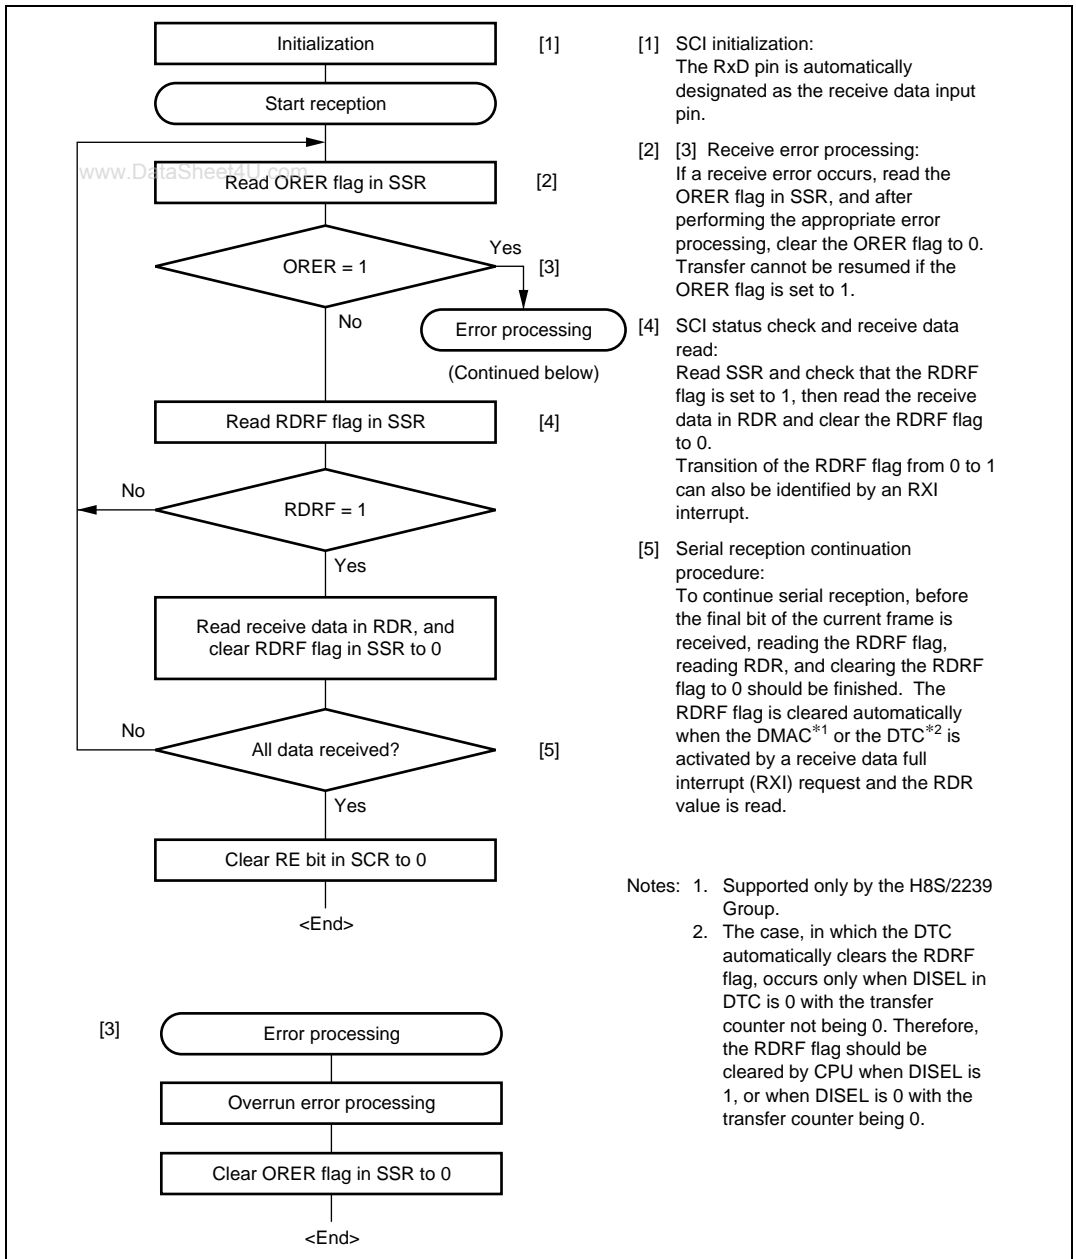 Initialization
[1]
Start reception
www.DataSheet4U.com
Read ORER flag in SSR
[2]
ORER = 1
Yes
[3]
No
Error processing
(Continued below)
Read RDRF flag in SSR
[4]
No
RDRF = 1
Yes
Read receive data in RDR, and
clear RDRF flag in SSR to 0
No
All data received?
[5]
Yes
Clear RE bit in SCR to 0
<End>
[3]
Error processing
Overrun error processing
Clear ORER flag in SSR to 0
<End>
[1] SCI initialization:
The RxD pin is automatically
designated as the receive data input
pin.
[2] [3] Receive error processing:
If a receive error occurs, read the
ORER flag in SSR, and after
performing the appropriate error
processing, clear the ORER flag to 0.
Transfer cannot be resumed if the
ORER flag is set to 1.
[4] SCI status check and receive data
read:
Read SSR and check that the RDRF
flag is set to 1, then read the receive
data in RDR and clear the RDRF flag
to 0.
Transition of the RDRF flag from 0 to 1
can also be identified by an RXI
interrupt.
[5] Serial reception continuation
procedure:
To continue serial reception, before
the final bit of the current frame is
received, reading the RDRF flag,
reading RDR, and clearing the RDRF
flag to 0 should be finished. The
RDRF flag is cleared automatically
when the DMAC*1 or the DTC*2 is
activated by a receive data full
interrupt (RXI) request and the RDR
value is read.
Notes: 1. Supported only by the H8S/2239
Group.
2. The case, in which the DTC
automatically clears the RDRF
flag, occurs only when DISEL in
DTC is 0 with the transfer
counter not being 0. Therefore,
the RDRF flag should be
cleared by CPU when DISEL is
1, or when DISEL is 0 with the
transfer counter being 0.